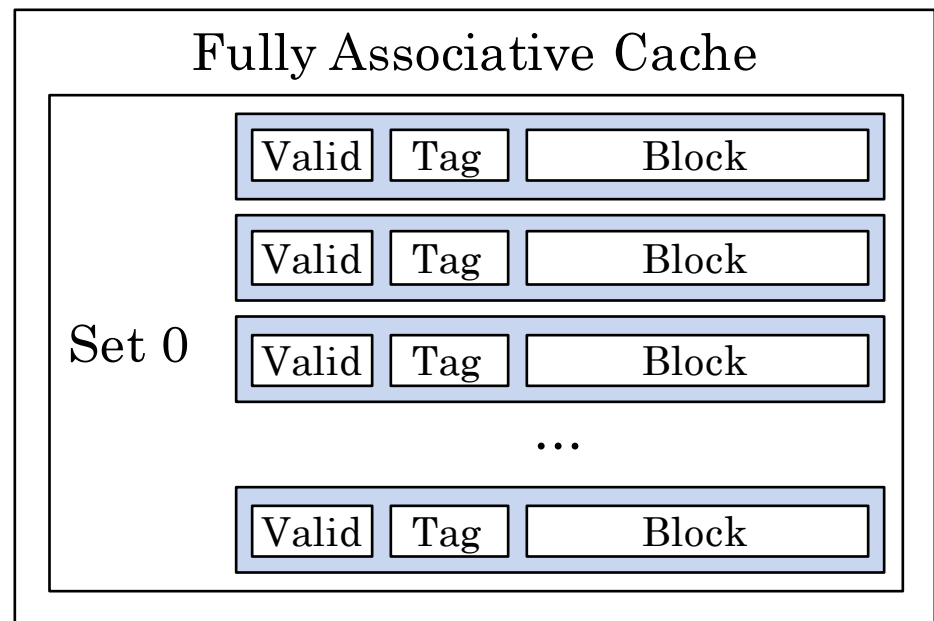 Fully Associative Cache
Valid Tag Block
Valid Tag Block
Set 0
Valid Tag Block
...
Valid Tag Block